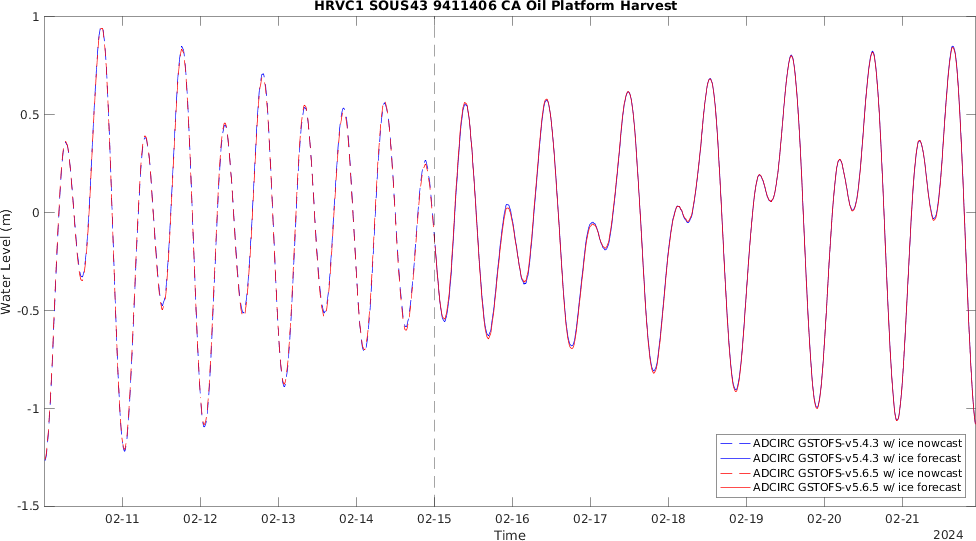 HRVC1 SOUS43 9411406 CA Oil Platform Harvest
Water Level (m)
1
0.5
0
-0.5
-1
-1.5
ADCIRC GSTOFS-v5.4.3 w/ ice nowcast
ADCIRC GSTOFS-v5.4.3 w/ ice forecast
ADCIRC GSTOFS-v5.6.5 w/ ice nowcast
ADCIRC GSTOFS-v5.6.5 w/ ice forecast
02-11 02-12 02-13 02-14 02-15 02-16 02-17 02-18 02-19 02-20 02-21
Time
2024